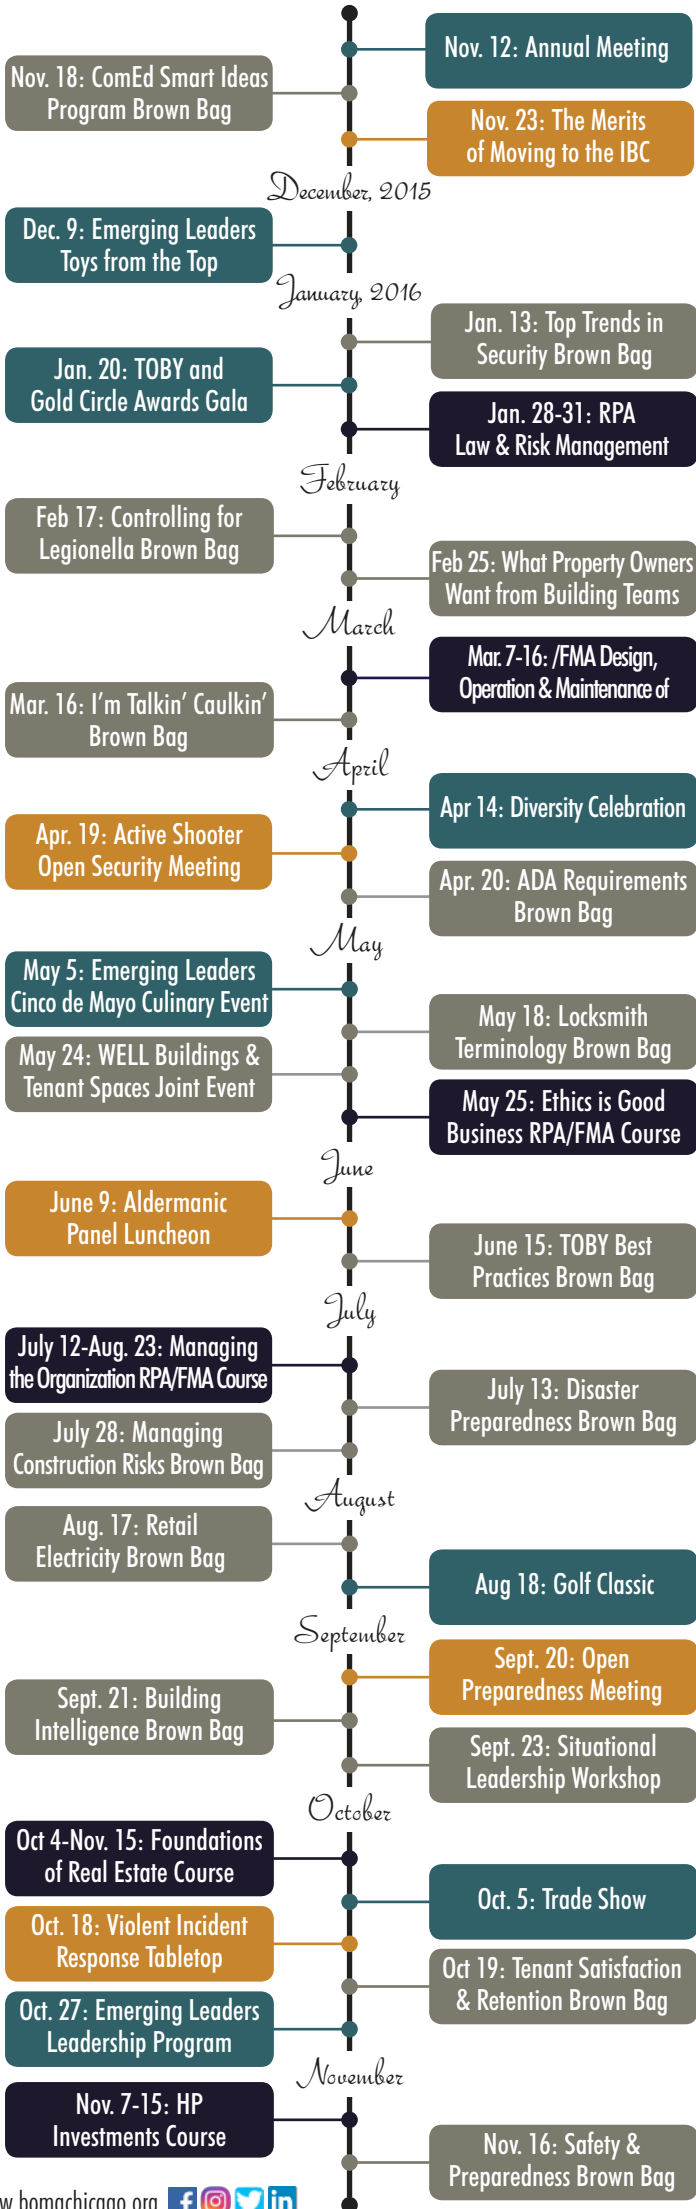 Nov. 12: Annual Meeting
Nov. 18: ComEd Smart Ideas
Program Brown Bag
Nov. 23: The Merits
of Moving to the IBC
December, 2015
Dec. 9: Emerging Leaders
Toys from the Top
January, 2016
Jan. 13: Top Trends in
Security Brown Bag
Jan. 20: TOBY and
Gold Circle Awards Gala
Jan. 28-31: RPA
Law & Risk Management
February
Feb 17: Controlling for
Legionella Brown Bag
Feb 25: What Property Owners
Want from Building Teams
March
Mar. 7-16: /FMA Design,
Operation & Maintenance of
Mar. 16: I’m Talkin’ Caulkin’
Brown Bag
April
Apr 14: Diversity Celebration
Apr. 19: Active Shooter
Open Security Meeting
Apr. 20: ADA Requirements
Brown Bag
May
May 5: Emerging Leaders
Cinco de Mayo Culinary Event
May 18: Locksmith
Terminology Brown Bag
May 24: WELL Buildings &
Tenant Spaces Joint Event
May 25: Ethics is Good
Business RPA/FMA Course
June
June 9: Aldermanic
Panel Luncheon
June 15: TOBY Best
Practices Brown Bag
July
July 12-Aug. 23: Managing
the Organization RPA/FMA Course
July 13: Disaster
Preparedness Brown Bag
July 28: Managing
Construction Risks Brown Bag
August
Aug. 17: Retail
Electricity Brown Bag
Aug 18: Golf Classic
September
Sept. 20: Open
Preparedness Meeting
Sept. 21: Building
Intelligence Brown Bag
Sept. 23: Situational
Leadership Workshop
October
Oct 4-Nov. 15: Foundations
of Real Estate Course
Oct. 5: Trade Show
Oct. 18: Violent Incident
Response Tabletop
Oct 19: Tenant Satisfaction
& Retention Brown Bag
Oct. 27: Emerging Leaders
Leadership Program
November
Nov. 7-15: HP
Investments Course
Nov. 16: Safety &
Preparedness Brown Bag
w.bomachicago.org f in